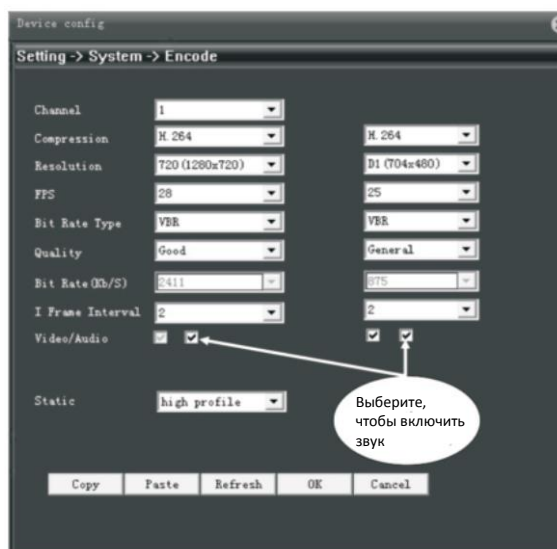 Device config
Setting -> System -> Encode
Channel 1
Compression H.264 H.264
Resolution 720(1280x720) D1(704x480)
FPS 28 25
Bit Rate Type VBR VBR
Quality Good General
Bit Rate(Kb/S) 2411 875
I Frame Interval 2 2
Video/Audio
Static high profile
Выберите,
чтобы включить
звук
Copy Paste Refresh OK Cancel